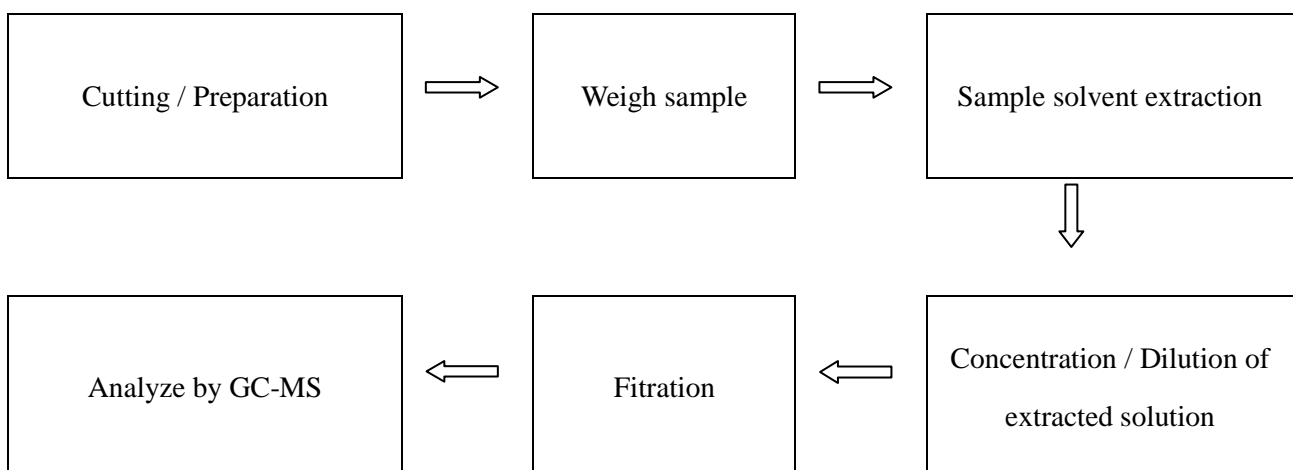 Cutting / Preparation
Weigh sample
Sample solvent extraction
Concentration / Dilution of
extracted solution
Fitration
Analyze by GC-MS